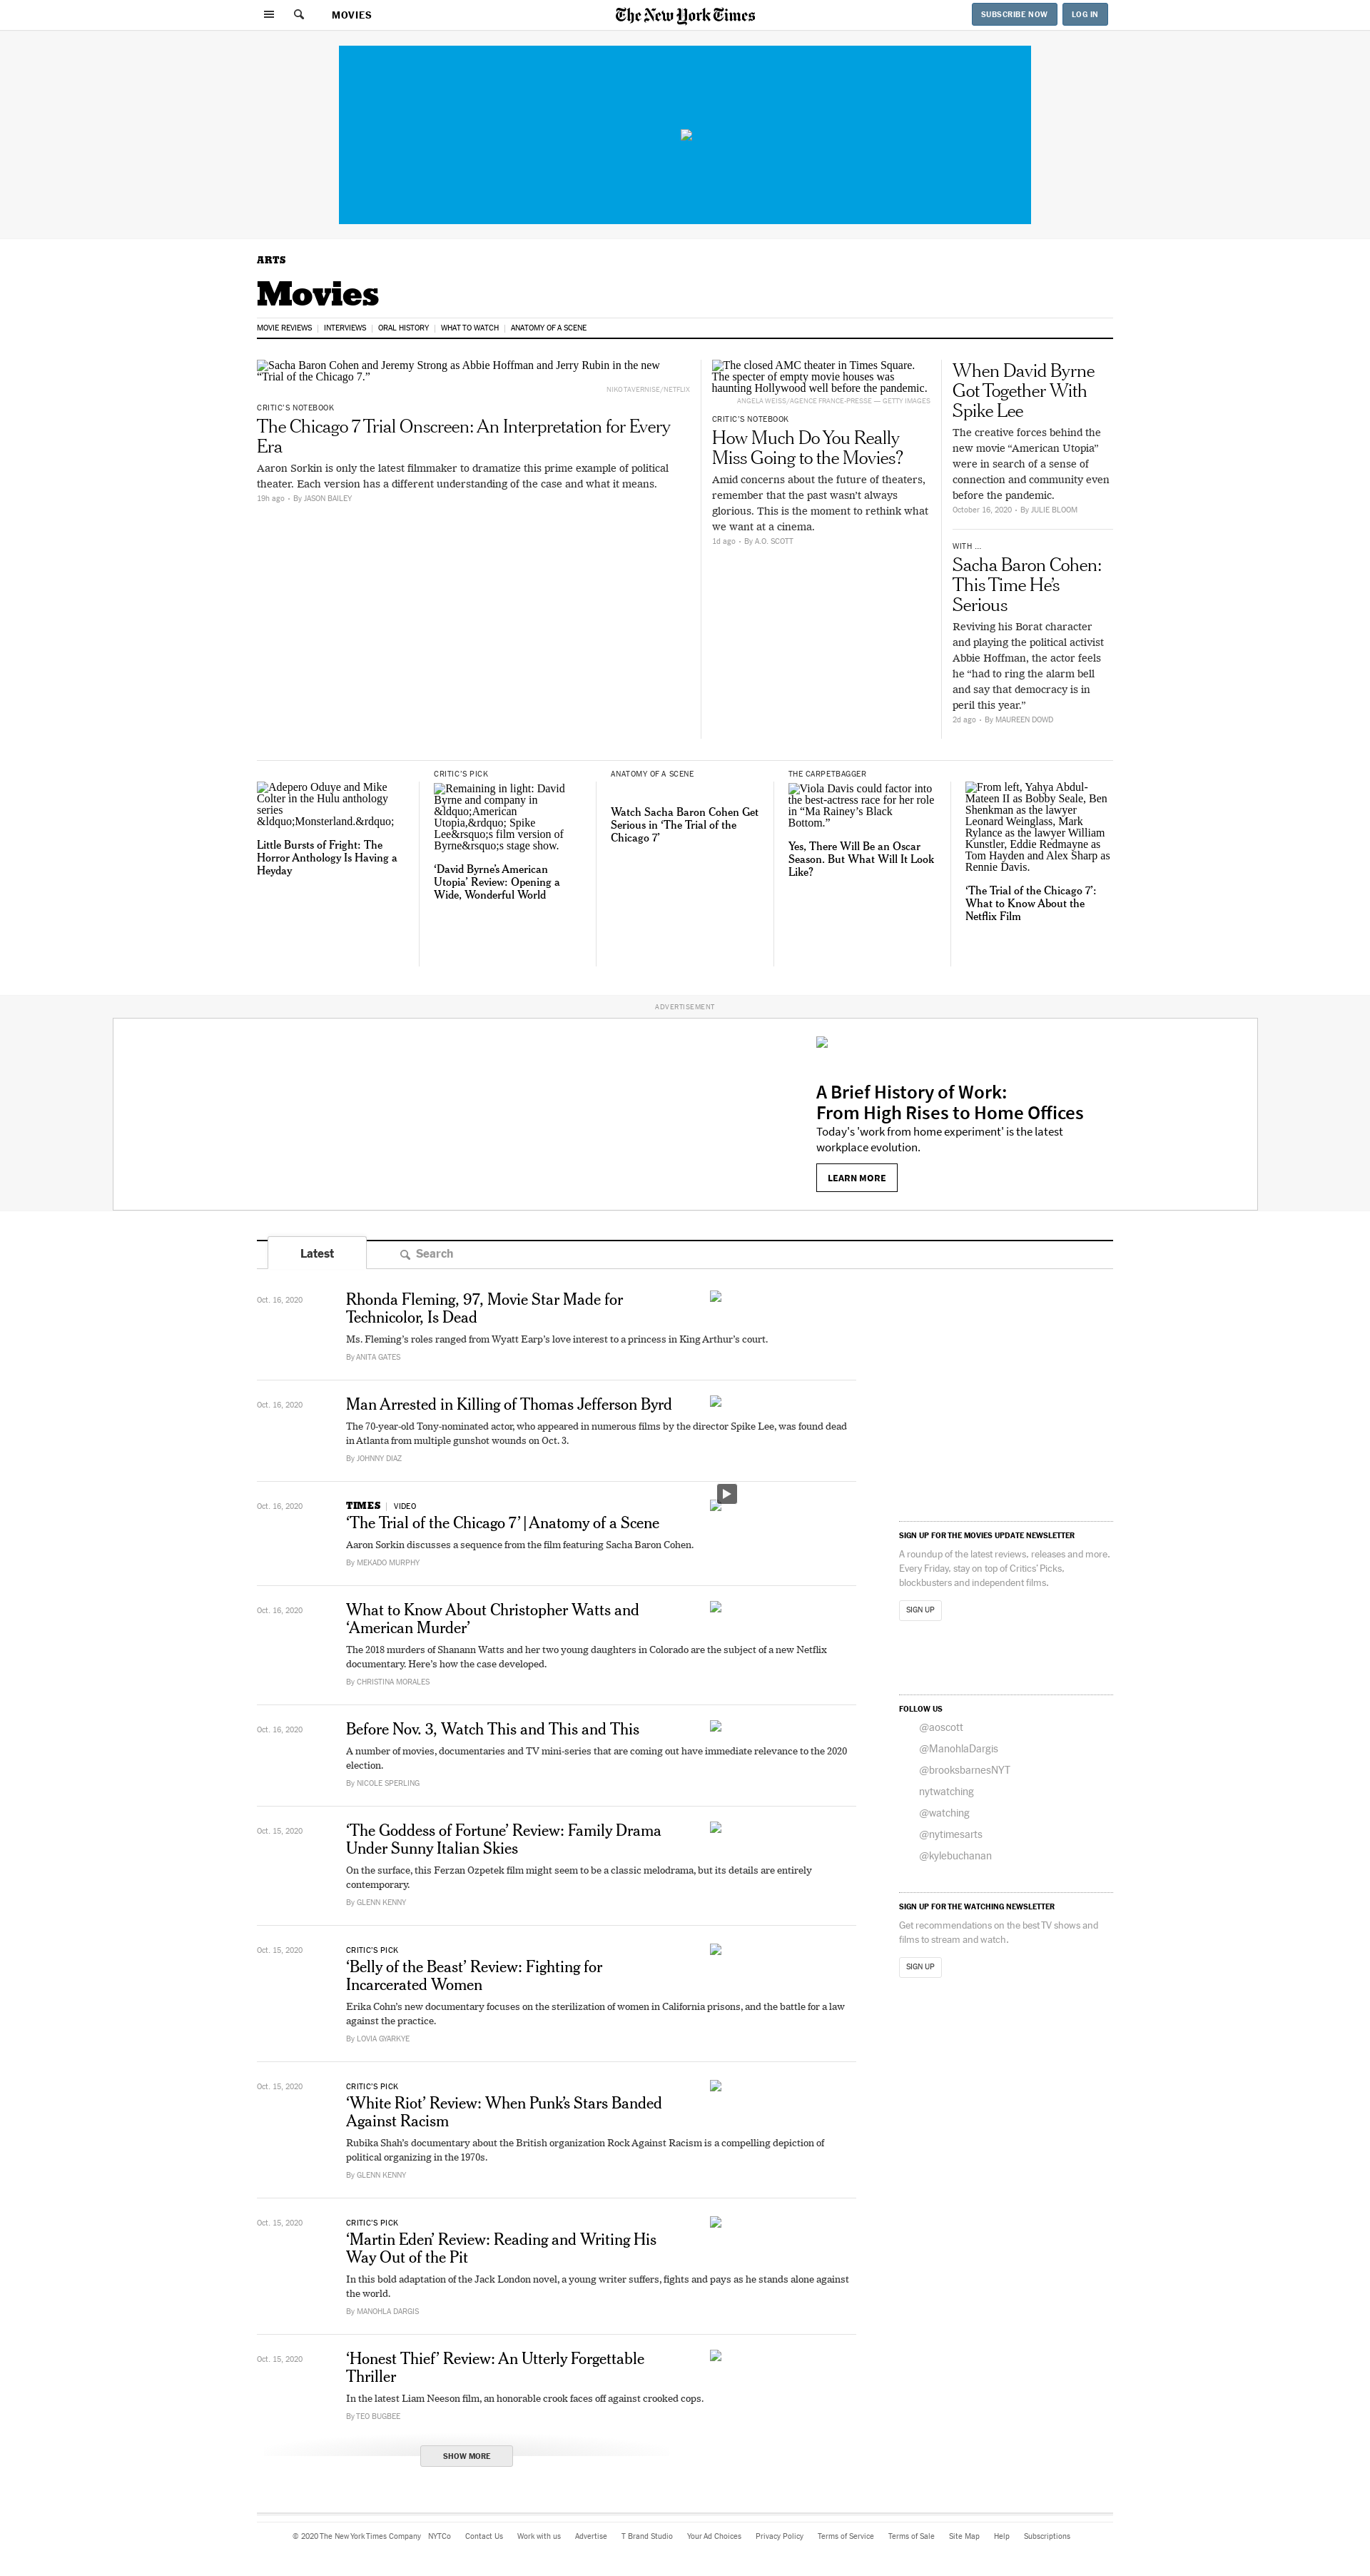 MOVIES
The New York Times
SUBSCRIBE NOW
LOG IN
ARTS
Movies
MOVIE REVIEWS | INTERVIEWS | ORAL HISTORY | WHAT TO WATCH | ANATOMY OF A SCENE
Sacha Baron Cohen and Jeremy Strong as Abbie Hoffman and Jerry Rubin in the new
“Trial of the Chicago 7.”
NIKO TAVERNISE/NETFLIX
CRITIC’S NOTEBOOK
The Chicago 7 Trial Onscreen: An Interpretation for Every
Era
Aaron Sorkin is only the latest filmmaker to dramatize this prime example of political
theater. Each version has a different understanding of the case and what it means.
19h ago • By JASON BAILEY
The closed AMC theater in Times Square.
The specter of empty movie houses was
haunting Hollywood well before the pandemic.
ANGELA WEISS/AGENCE FRANCE-PRESSE — GETTY IMAGES
CRITIC’S NOTEBOOK
How Much Do You Really
Miss Going to the Movies?
Amid concerns about the future of theaters,
remember that the past wasn’t always
glorious. This is the moment to rethink what
we want at a cinema.
1d ago • By A.O. SCOTT
When David Byrne
Got Together With
Spike Lee
The creative forces behind the
new movie “American Utopia”
were in search of a sense of
connection and community even
before the pandemic.
October 16, 2020 • By JULIE BLOOM
WITH ...
Sacha Baron Cohen:
This Time He’s
Serious
Reviving his Borat character
and playing the political activist
Abbie Hoffman, the actor feels
he “had to ring the alarm bell
and say that democracy is in
peril this year.”
2d ago • By MAUREEN DOWD
Adepero Oduye and Mike
Colter in the Hulu anthology
series
&ldquo;Monsterland.&rdquo;
Little Bursts of Fright: The
Horror Anthology Is Having a
Heyday
CRITIC’S PICK
Remaining in light: David
Byrne and company in
&ldquo;American
Utopia,&rdquo; Spike
Lee&rsquo;s film version of
Byrne&rsquo;s stage show.
‘David Byrne’s American
Utopia’ Review: Opening a
Wide, Wonderful World
ANATOMY OF A SCENE
Watch Sacha Baron Cohen Get
Serious in ‘The Trial of the
Chicago 7’
THE CARPETBAGGER
Viola Davis could factor into
the best-actress race for her role
in “Ma Rainey’s Black
Bottom.”
Yes, There Will Be an Oscar
Season. But What Will It Look
Like?
From left, Yahya Abdul-
Mateen II as Bobby Seale, Ben
Shenkman as the lawyer
Leonard Weinglass, Mark
Rylance as the lawyer William
Kunstler, Eddie Redmayne as
Tom Hayden and Alex Sharp as
Rennie Davis.
‘The Trial of the Chicago 7’:
What to Know About the
Netflix Film
ADVERTISEMENT
A Brief History of Work:
From High Rises to Home Offices
Today's 'work from home experiment' is the latest
workplace evolution.
LEARN MORE
Latest
Search
Oct. 16, 2020
Rhonda Fleming, 97, Movie Star Made for
Technicolor, Is Dead
Ms. Fleming’s roles ranged from Wyatt Earp’s love interest to a princess in King Arthur’s court.
By ANITA GATES
Oct. 16, 2020
Man Arrested in Killing of Thomas Jefferson Byrd
The 70-year-old Tony-nominated actor, who appeared in numerous films by the director Spike Lee, was found dead
in Atlanta from multiple gunshot wounds on Oct. 3.
By JOHNNY DIAZ
Oct. 16, 2020
TIMES | VIDEO
‘The Trial of the Chicago 7’ | Anatomy of a Scene
Aaron Sorkin discusses a sequence from the film featuring Sacha Baron Cohen.
By MEKADO MURPHY
Oct. 16, 2020
What to Know About Christopher Watts and
‘American Murder’
The 2018 murders of Shanann Watts and her two young daughters in Colorado are the subject of a new Netflix
documentary. Here’s how the case developed.
By CHRISTINA MORALES
Oct. 16, 2020
Before Nov. 3, Watch This and This and This
A number of movies, documentaries and TV mini-series that are coming out have immediate relevance to the 2020
election.
By NICOLE SPERLING
Oct. 15, 2020
‘The Goddess of Fortune’ Review: Family Drama
Under Sunny Italian Skies
On the surface, this Ferzan Ozpetek film might seem to be a classic melodrama, but its details are entirely
contemporary.
By GLENN KENNY
Oct. 15, 2020
CRITIC’S PICK
‘Belly of the Beast’ Review: Fighting for
Incarcerated Women
Erika Cohn’s new documentary focuses on the sterilization of women in California prisons, and the battle for a law
against the practice.
By LOVIA GYARKYE
Oct. 15, 2020
CRITIC’S PICK
‘White Riot’ Review: When Punk’s Stars Banded
Against Racism
Rubika Shah’s documentary about the British organization Rock Against Racism is a compelling depiction of
political organizing in the 1970s.
By GLENN KENNY
Oct. 15, 2020
CRITIC’S PICK
‘Martin Eden’ Review: Reading and Writing His
Way Out of the Pit
In this bold adaptation of the Jack London novel, a young writer suffers, fights and pays as he stands alone against
the world.
By MANOHLA DARGIS
Oct. 15, 2020
‘Honest Thief’ Review: An Utterly Forgettable
Thriller
In the latest Liam Neeson film, an honorable crook faces off against crooked cops.
By TEO BUGBEE
SHOW MORE
SIGN UP FOR THE MOVIES UPDATE NEWSLETTER
A roundup of the latest reviews, releases and more.
Every Friday, stay on top of Critics’ Picks,
blockbusters and independent films.
SIGN UP
FOLLOW US
@aoscott
@ManohlaDargis
@brooksbarnesNYT
nytwatching
@watching
@nytimesarts
@kylebuchanan
SIGN UP FOR THE WATCHING NEWSLETTER
Get recommendations on the best TV shows and
films to stream and watch.
SIGN UP
© 2020 The New York Times Company NYTCo Contact Us Work with us Advertise T Brand Studio Your Ad Choices Privacy Policy Terms of Service Terms of Sale Site Map Help Subscriptions